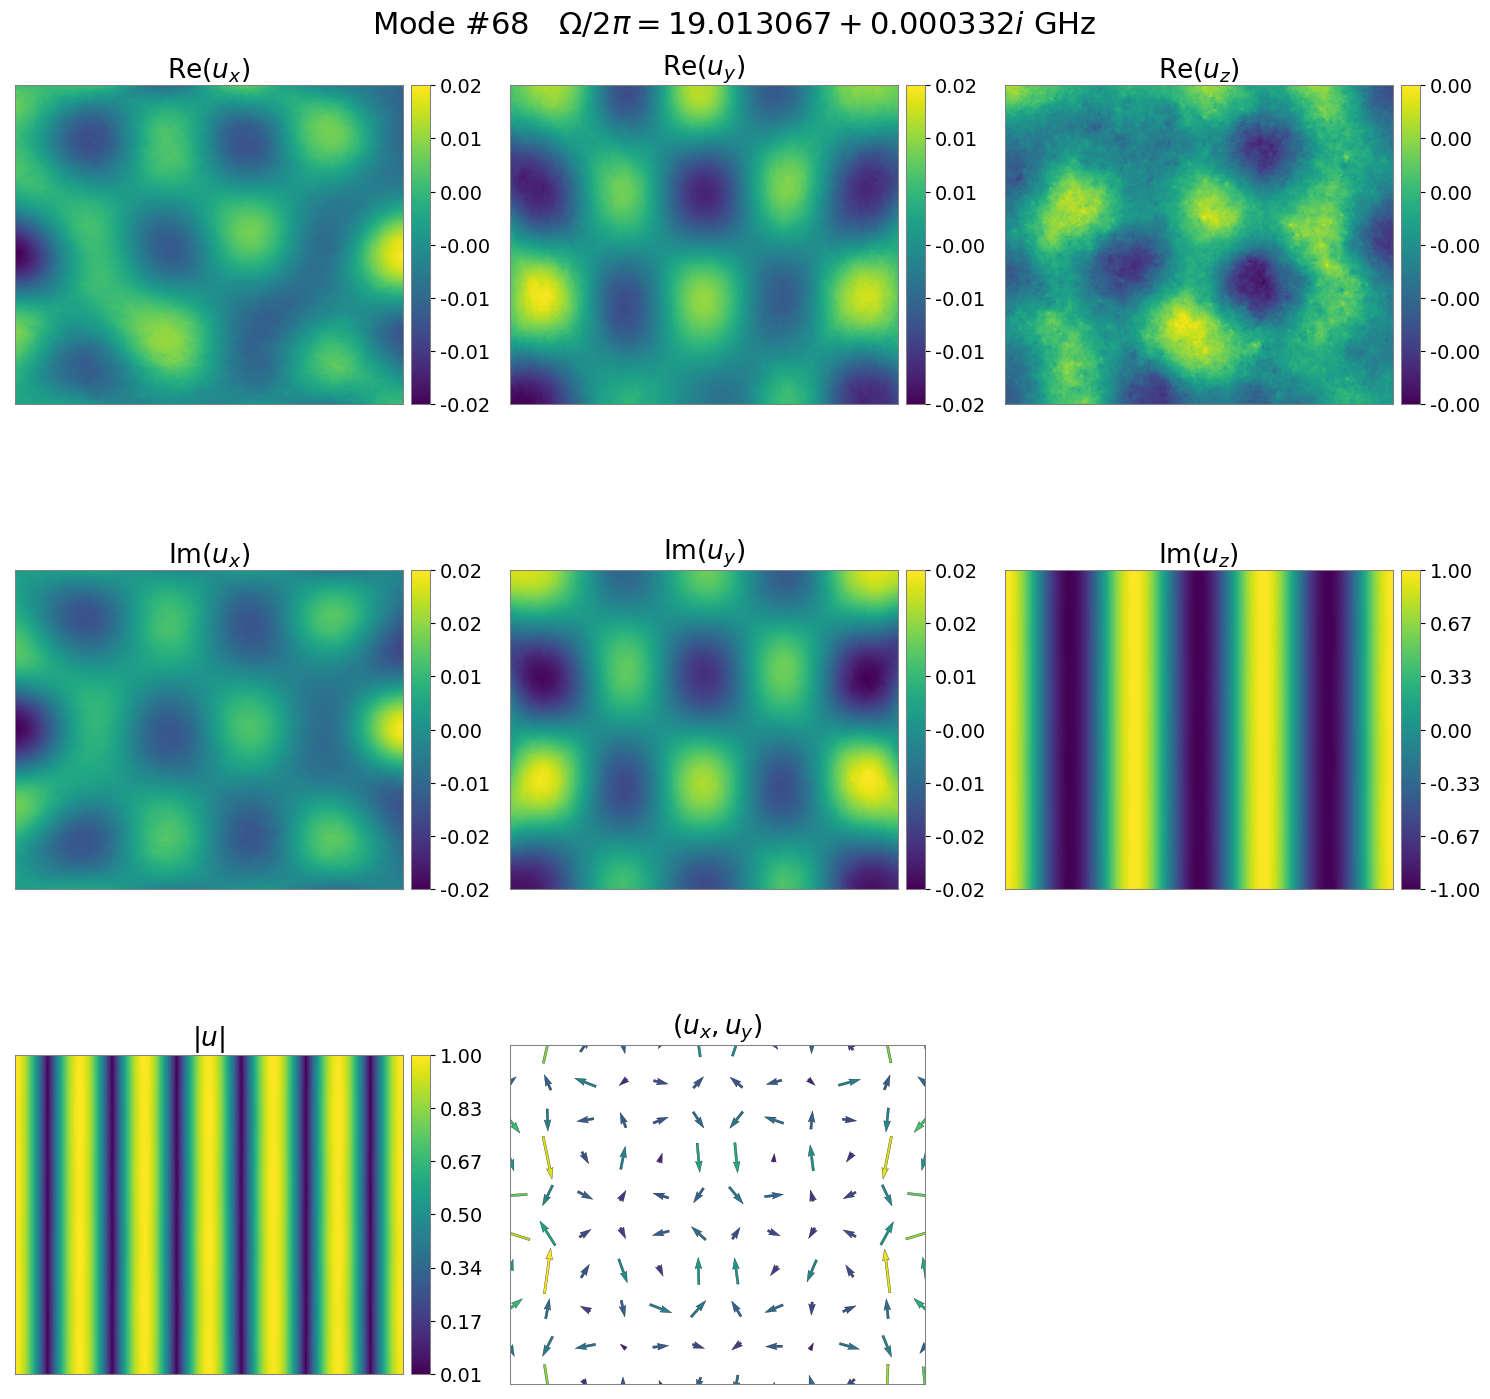 Mode #68 Ω/2π = 19.013067 + 0.000332i GHz
Re(u_x) Re(u_y) Re(u_z)
0.02 0.02 0.00
0.01 0.01 0.00
0.00 0.01 0.00
-0.00 -0.00 -0.00
-0.01 -0.01 -0.00
-0.01 -0.01 -0.00
-0.02 -0.02 -0.00
Im(u_x) Im(u_y) Im(u_z)
0.02 0.02 1.00
0.02 0.02 0.67
0.01 0.01 0.33
0.00 -0.00 0.00
-0.01 -0.01 -0.33
-0.02 -0.02 -0.67
-0.02 -0.02 -1.00
|u| (u_x, u_y)
1.00
0.83
0.67
0.50
0.34
0.17
0.01